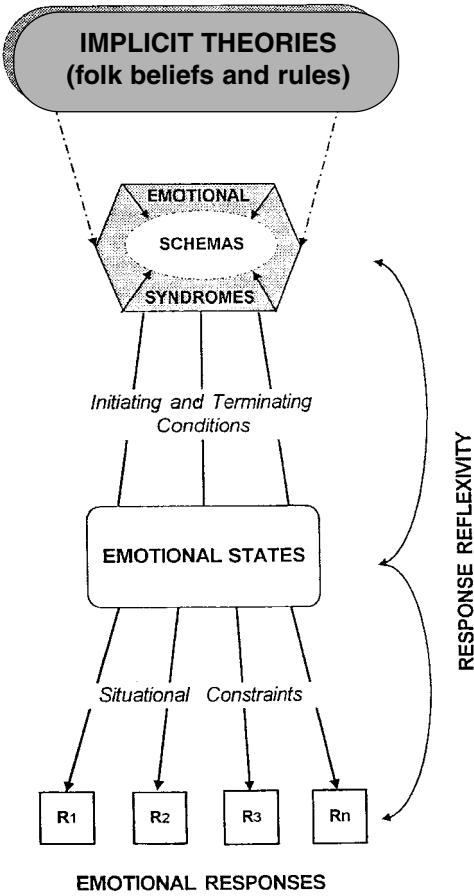 IMPLICIT THEORIES
(folk beliefs and rules)
EMOTIONAL
SCHEMAS
SYNDROMES
Initiating and Terminating
Conditions
EMOTIONAL STATES
RESPONSE REFLEXIVITY
Situational Constraints
R1 R2 R3 Rn
EMOTIONAL RESPONSES